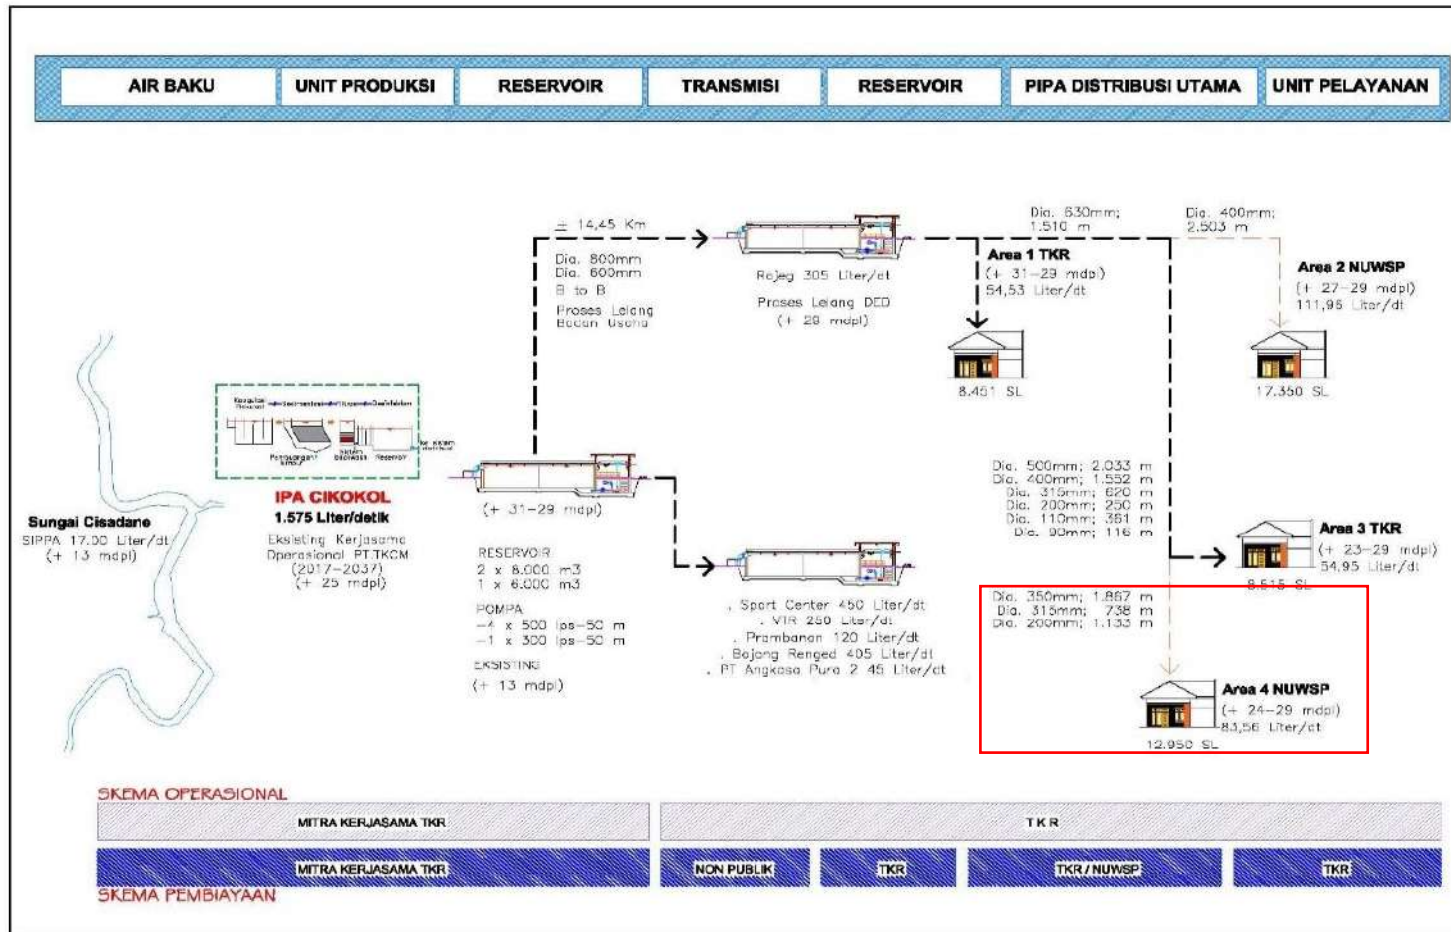 AIR BAKU
UNIT PRODUKSI
RESERVOIR
TRANSMISI
RESERVOIR
PIPA DISTRIBUSI UTAMA
UNIT PELAYANAN
± 14,45 Km
Dia. 800mm
Dia. 600mm
B to B
Proses Lelang
Badan Usaha
Rajeg 305 Liter/dt
Proses Lelang DED
(+ 29 mdpl)
Dia. 630mm;
1.510 m
Dia. 400mm;
2.503 m
Area 1 TKR
(+ 31-29 mdpl)
54,53 Liter/dt
8.451 SL
Area 2 NUWSP
(+ 27-29 mdpl)
111,95 Liter/dt
17.350 SL
Sungai Cisadane
SIPPA 17.00 Liter/dt
(+ 13 mdpl)
Reservoir
IPA CIKOKOL
1.575 Liter/detik
Eksisting Kerjasama
Operasional PT.TKCM
(2017-2037)
(+ 25 mdpl)
(+ 31-29 mdpl)
RESERVOIR
2 x 8.000 m3
1 x 6.000 m3
POMPA
-4 x 500 lps-50 m
-1 x 300 lps-50 m
EKSISTING
(+ 13 mdpl)
. Sport Center 450 Liter/dt
. VTR 250 Liter/dt
. Prambanan 120 Liter/dt
. Bojong Renged 405 Liter/dt
. PT Angkasa Pura 2 45 Liter/dt
Dia. 500mm; 2.033 m
Dia. 400mm; 1.552 m
Dia. 315mm; 620 m
Dia. 200mm; 250 m
Dia. 110mm; 361 m
Dia. 90mm; 116 m
Area 3 TKR
(+ 23-29 mdpl)
54,95 Liter/dt
8.515 SL
Dia. 350mm; 1.867 m
Dia. 315mm; 738 m
Dia. 200mm; 1.133 m
Area 4 NUWSP
(+ 24-29 mdpl)
83,56 Liter/dt
12.950 SL
SKEMA OPERASIONAL
MITRA KERJASAMA TKR
TKR
MITRA KERJASAMA TKR
NON PUBLIK
TKR
TKR / NUWSP
TKR
SKEMA PEMBIAYAAN